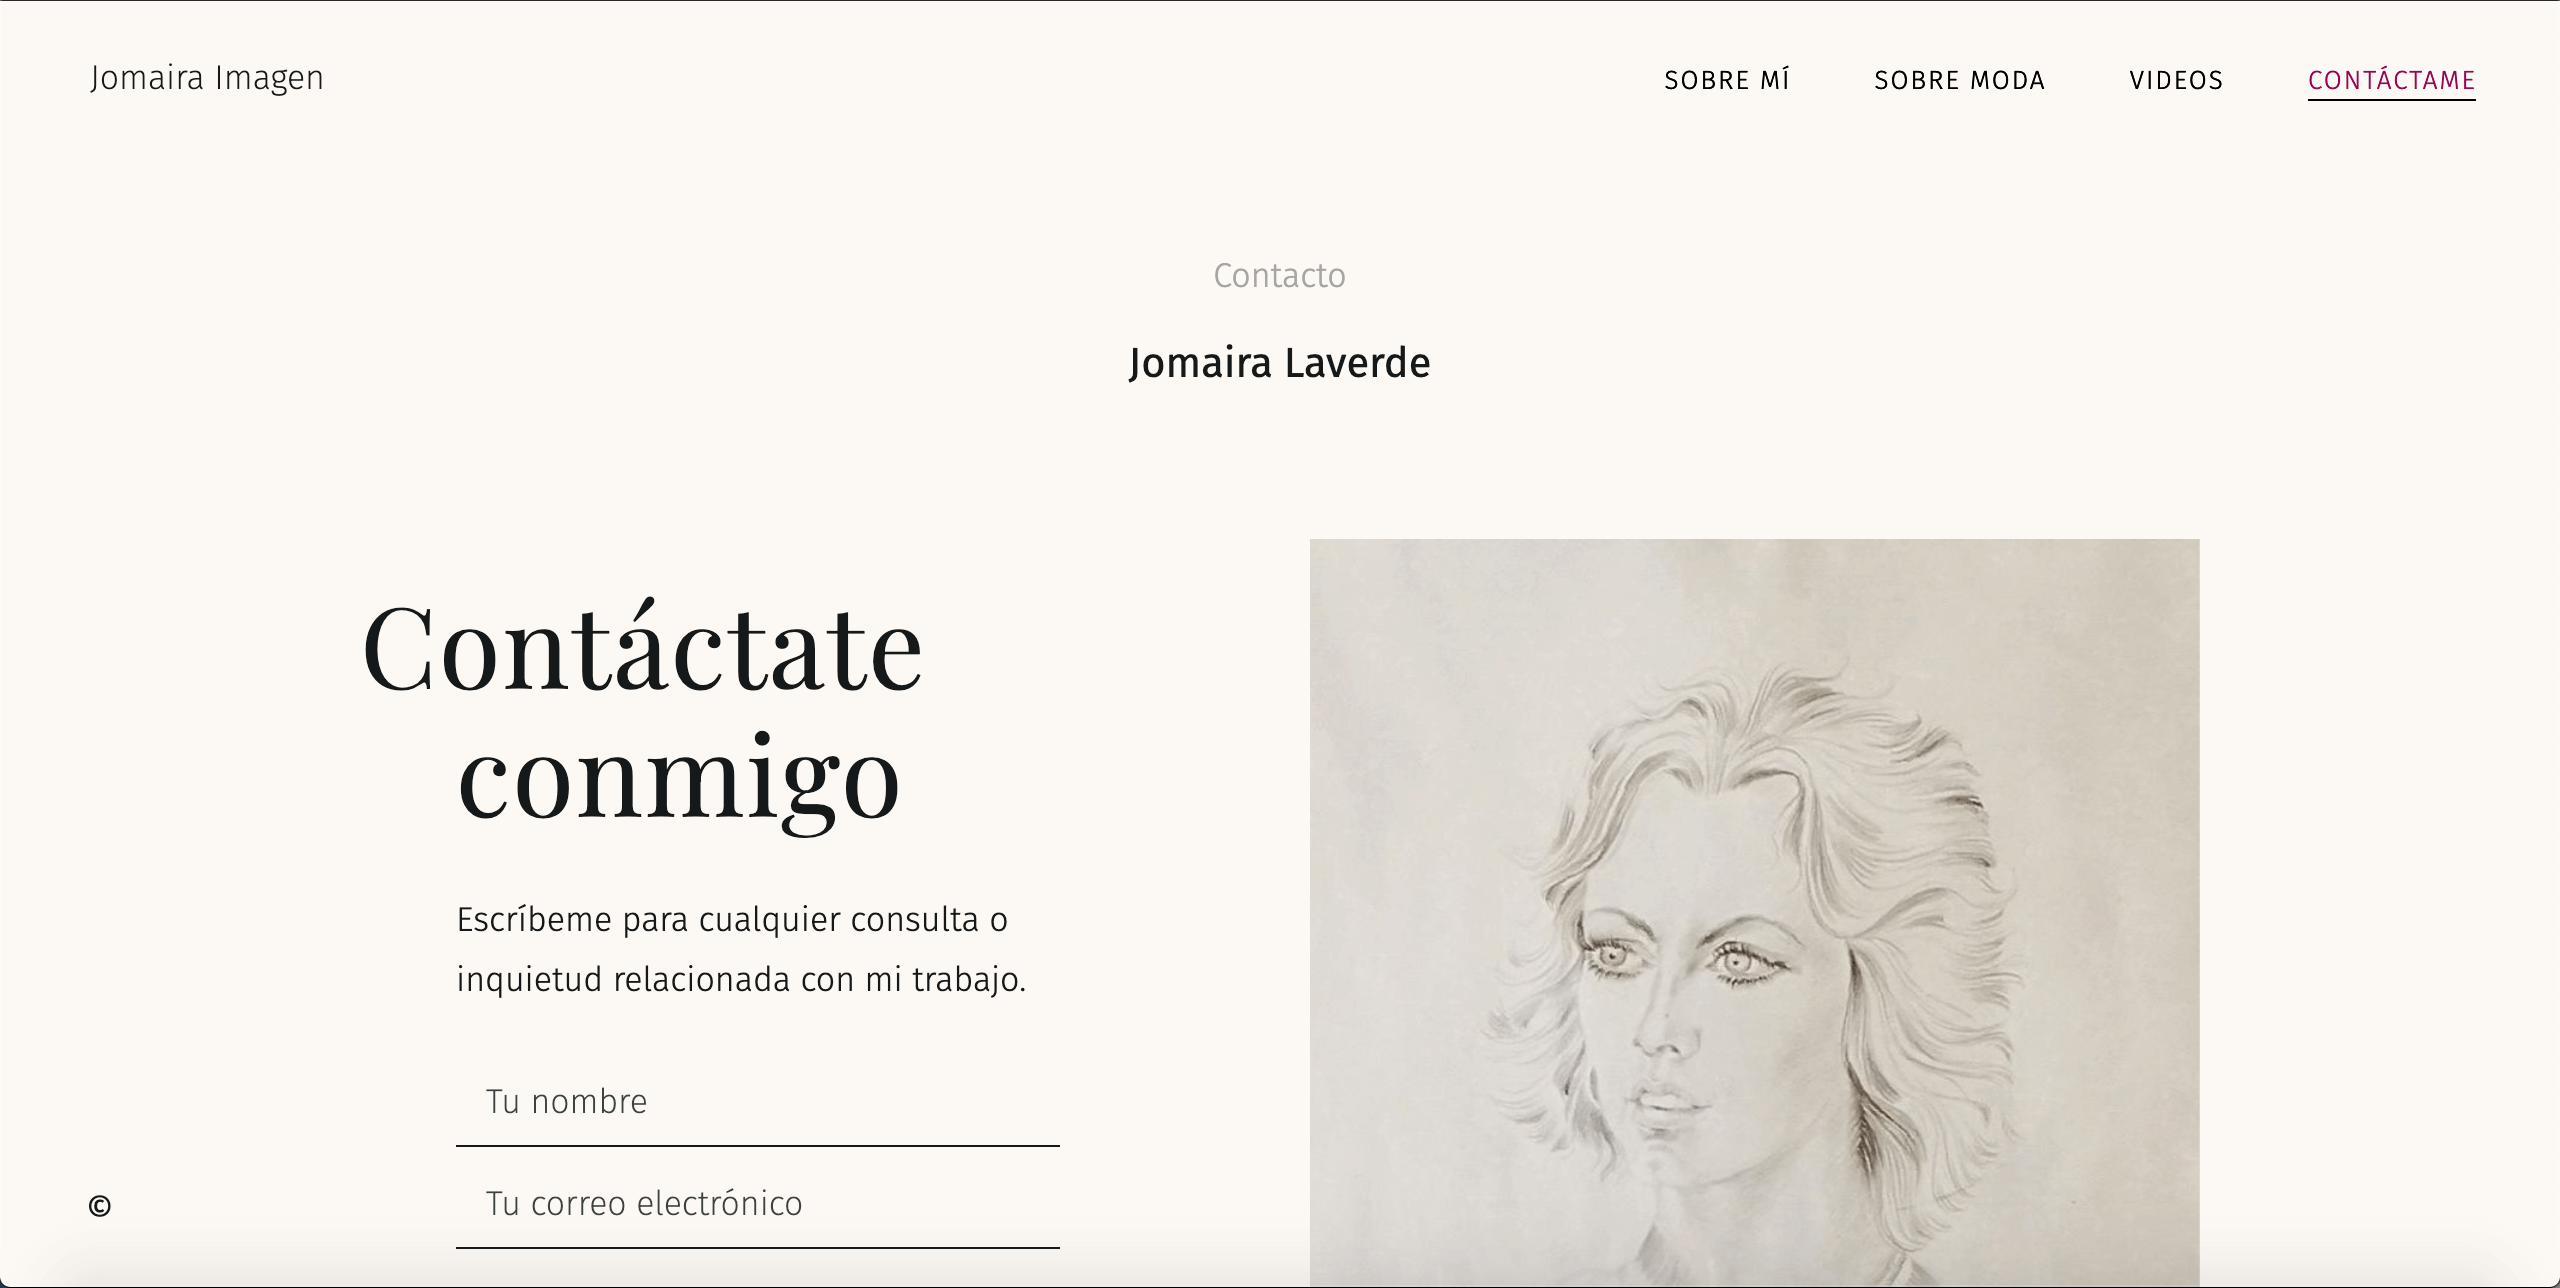 Jomaira Imagen
SOBRE MÍ
SOBRE MODA
VIDEOS
CONTÁCTAME
Contacto
Jomaira Laverde
Contáctate
conmigo
Escríbeme para cualquier consulta o
inquietud relacionada con mi trabajo.
Tu nombre
Tu correo electrónico
©